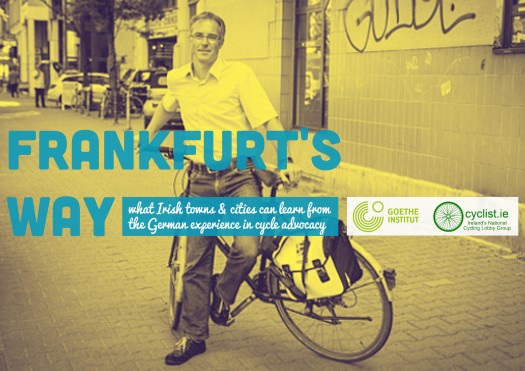 FRANKFURT'S
WAY
what Irish towns & cities can learn from
the German experience in cycle advocacy
GOETHE
INSTITUT
cyclist.ie
Ireland's National
Cycling Lobby Group